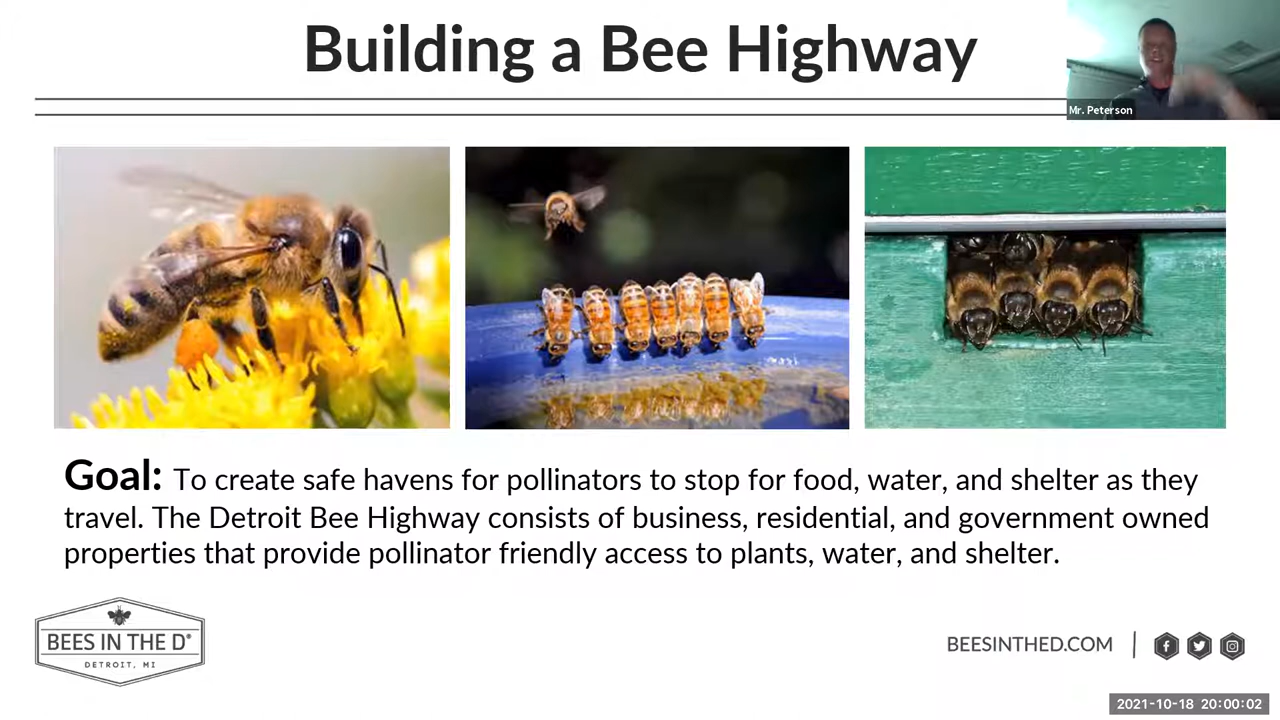 Building a Bee Highway
Mr. Peterson
Goal: To create safe havens for pollinators to stop for food, water, and shelter as they
travel. The Detroit Bee Highway consists of business, residential, and government owned
properties that provide pollinator friendly access to plants, water, and shelter.
BEES IN THE D®
DETROIT, MI
BEESINTHED.COM
2021-10-18 20:00:02